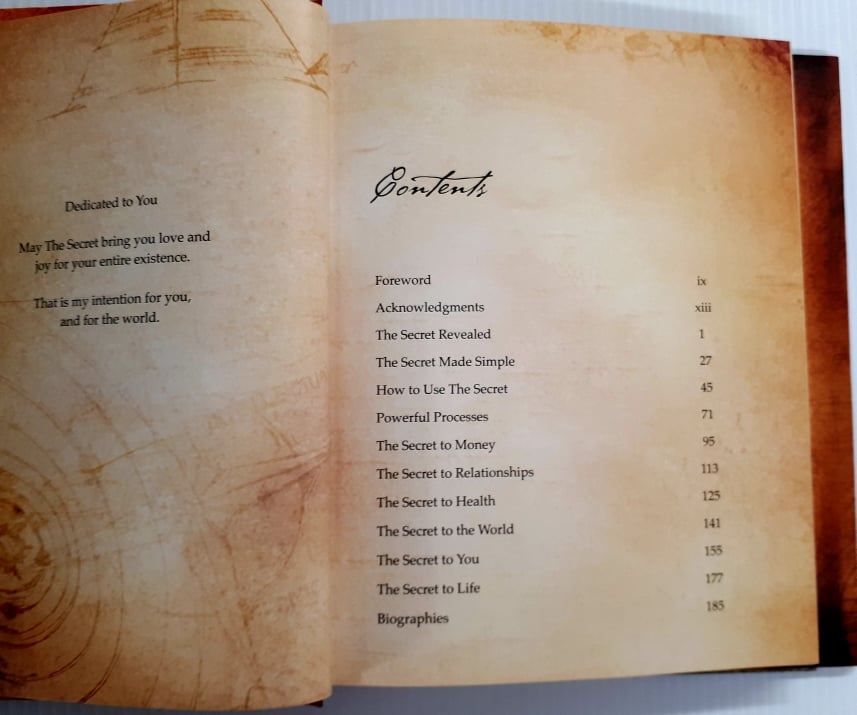 Dedicated to You
May The Secret bring you love and
joy for your entire existence.
That is my intention for you,
and for the world.
Contents
Foreword ix
Acknowledgments xiii
The Secret Revealed 1
The Secret Made Simple 27
How to Use The Secret 45
Powerful Processes 71
The Secret to Money 95
The Secret to Relationships 113
The Secret to Health 125
The Secret to the World 141
The Secret to You 155
The Secret to Life 177
Biographies 185